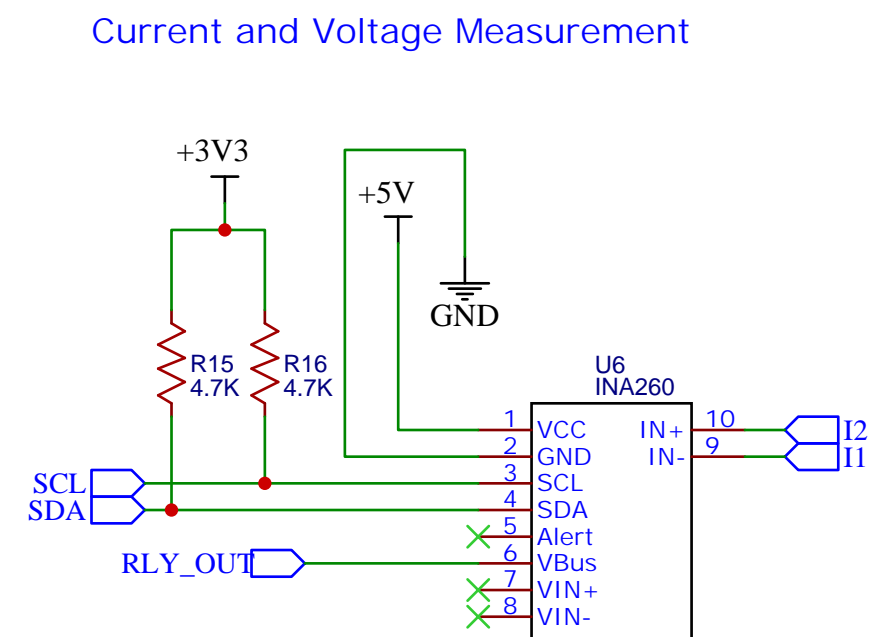 Current and Voltage Measurement
+3V3
+5V
GND
R15
4.7K
R16
4.7K
U6
INA260
1 VCC
2 GND
3 SCL
4 SDA
5 Alert
6 VBus
7 VIN+
8 VIN-
IN+ 10
IN- 9
I2
I1
SCL
SDA
RLY_OUT